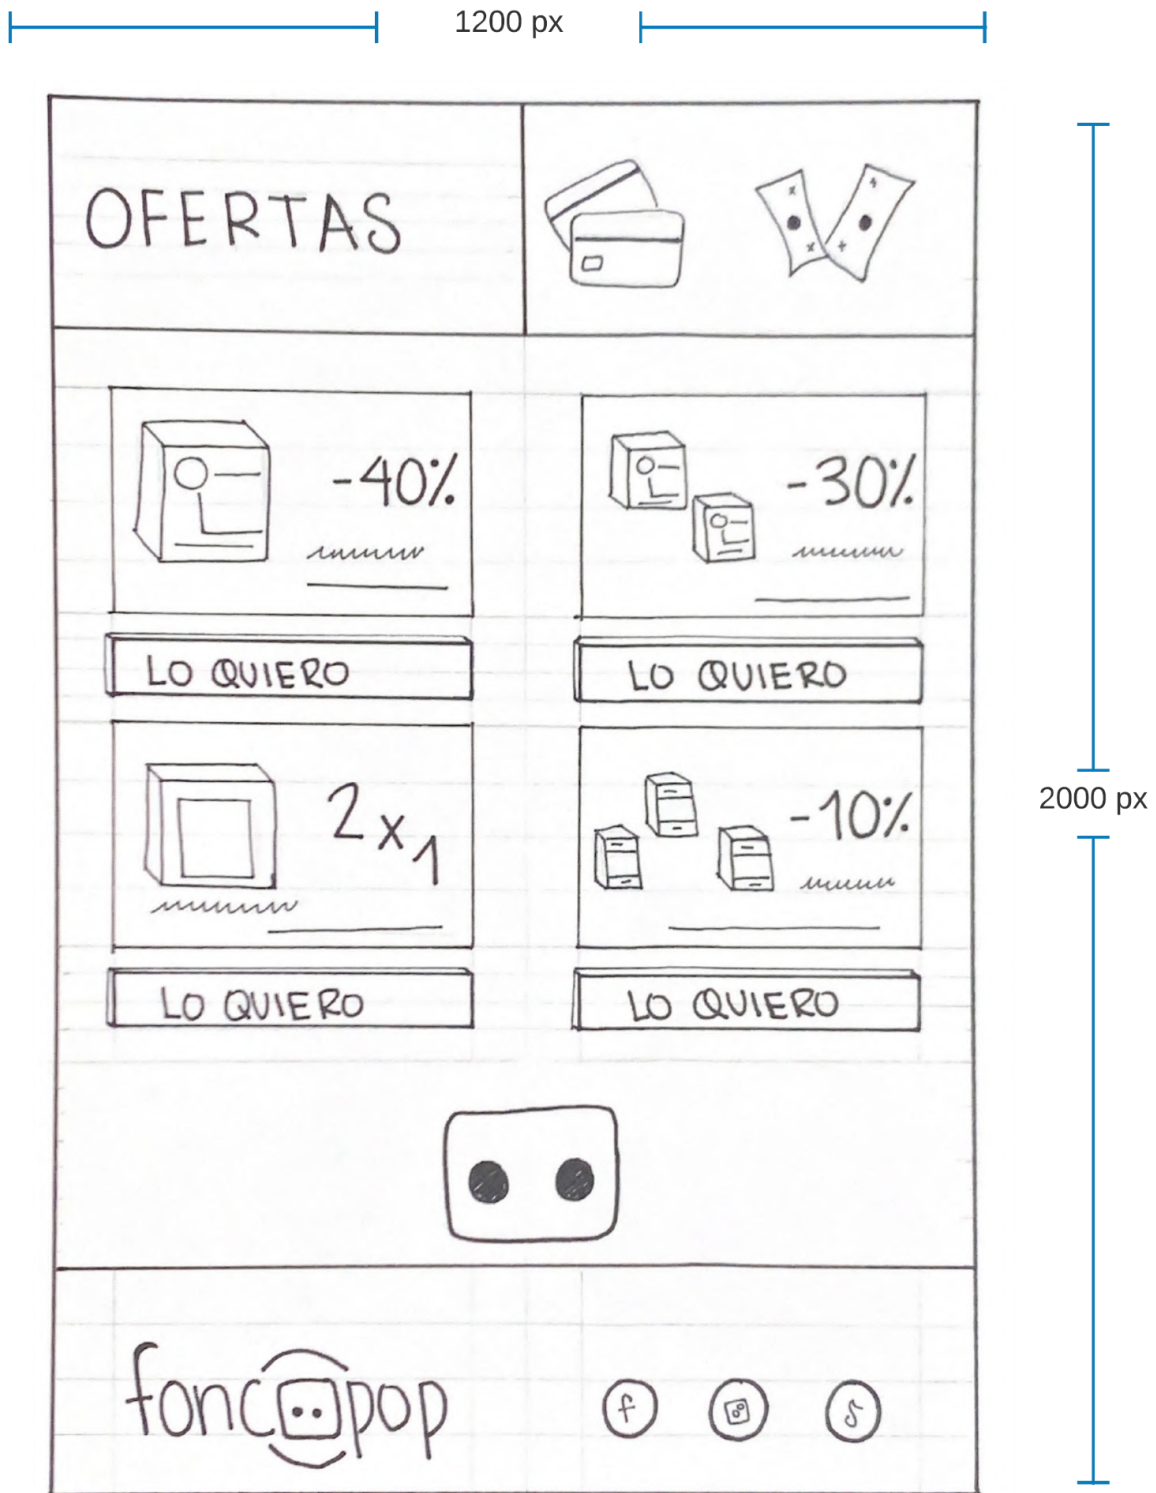 1200 px
OFERTAS
-40%
-30%
LO QUIERO
LO QUIERO
2x1
-10%
2000 px
LO QUIERO
LO QUIERO
foncopop
f